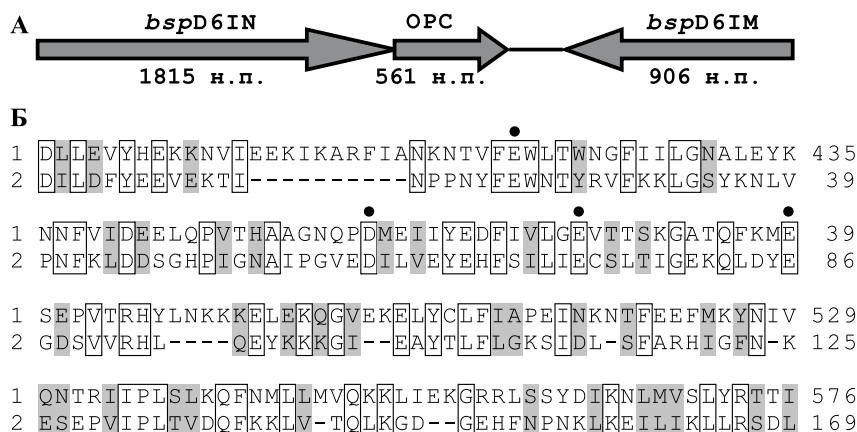 А bspD6IN ОРС bspD6IM
1815 н.п. 561 н.п. 906 н.п.
Б
1 DLLEVYHEKKNVIEEKIKARFIANKNTVFEWLTWNGFIILGNALEYK 435
2 DILDFYEEVEKTI----------NPPNYFEWNTYRVFKKLGSYKNLV 39
1 NNFVIDEELQPVTHAAGNQPDMEIIYEDFIVLGEVTTSKGATQFKME 39
2 PNFKLDDSGHPIGNAIPGVEDILVEYEHFSILIECSLTIGEKQLDYE 86
1 SEPVTRHYLNKKKELEKQGVEKELYCLFIAPEINKNTFEEFMKYNIV 529
2 GDSVVRHL----QEYKKKGI--EAYTLFLGKSIDL-SFARHIGFN-K 125
1 QNTRIIPLSLKQFNMLLMVQKKLIEKGRRLSSYDIKNLMVSLYRTTI 576
2 ESEPVIPLTVDQFKKLV-TQLKGD--GEHFNPNKLKEILIKLLRSDL 169